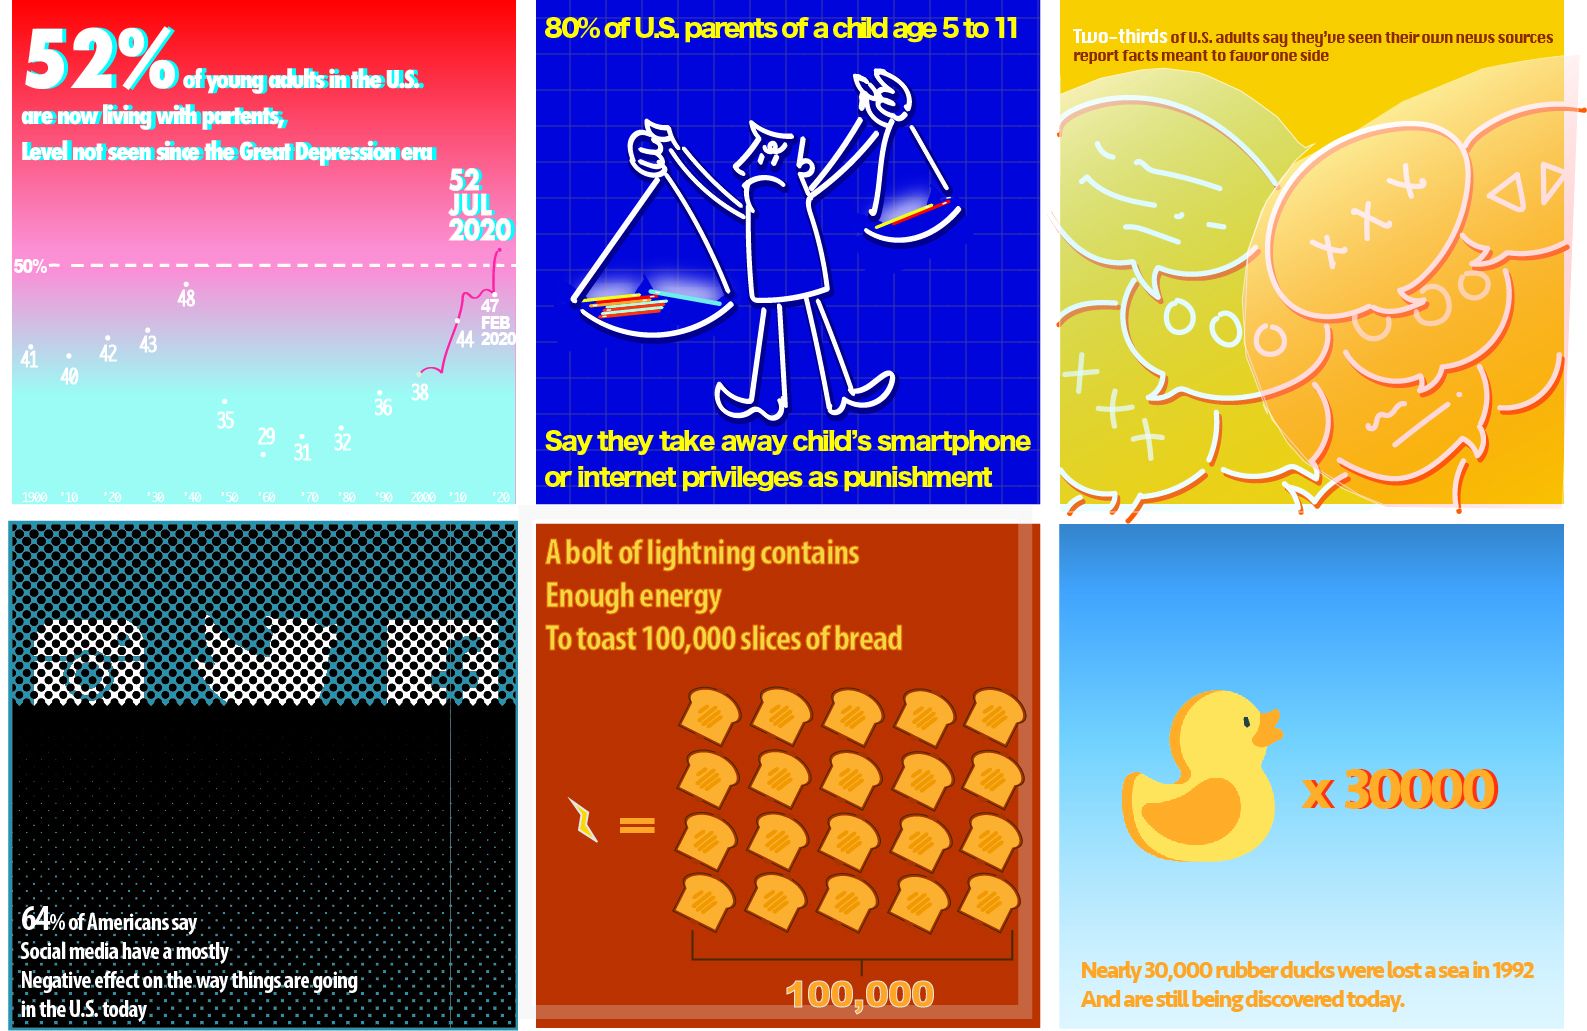 52% of young adults in the U.S.
are now living with partents,
Level not seen since the Great Depression era
52
JUL
2020
50%
48
47
FEB
2020
44
43
42
41
40
38
36
35
29
32
31
1900 '10 '20 '30 '40 '50 '60 '70 '80 '90 2000 '10 '20
80% of U.S. parents of a child age 5 to 11
Say they take away child's smartphone
or internet privileges as punishment
Two-thirds of U.S. adults say they've seen their own news sources
report facts meant to favor one side
64% of Americans say
Social media have a mostly
Negative effect on the way things are going
in the U.S. today
A bolt of lightning contains
Enough energy
To toast 100,000 slices of bread
=
100,000
x 30000
Nearly 30,000 rubber ducks were lost a sea in 1992
And are still being discovered today.